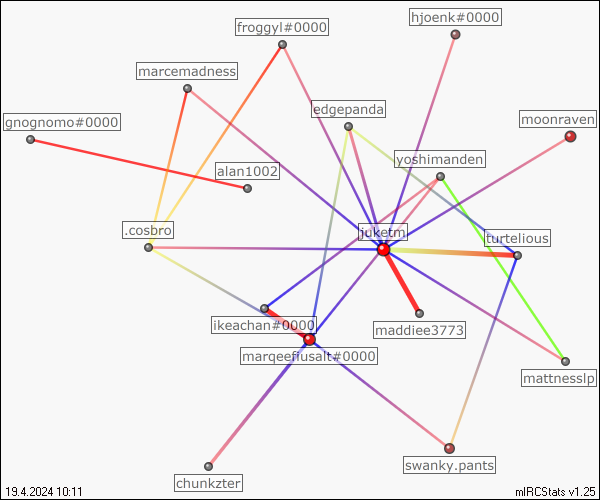 hjoenk#0000
froggyl#0000
marcemadness
edgepanda
gnognomo#0000
moonraven
yoshimanden
alan1002
.cosbro
juketm
turtelious
ikeachan#0000
maddiee3773
marqeefiusalt#0000
mattnesslp
swanky.pants
chunkzter
19.4.2024 10:11
mIRCStats v1.25